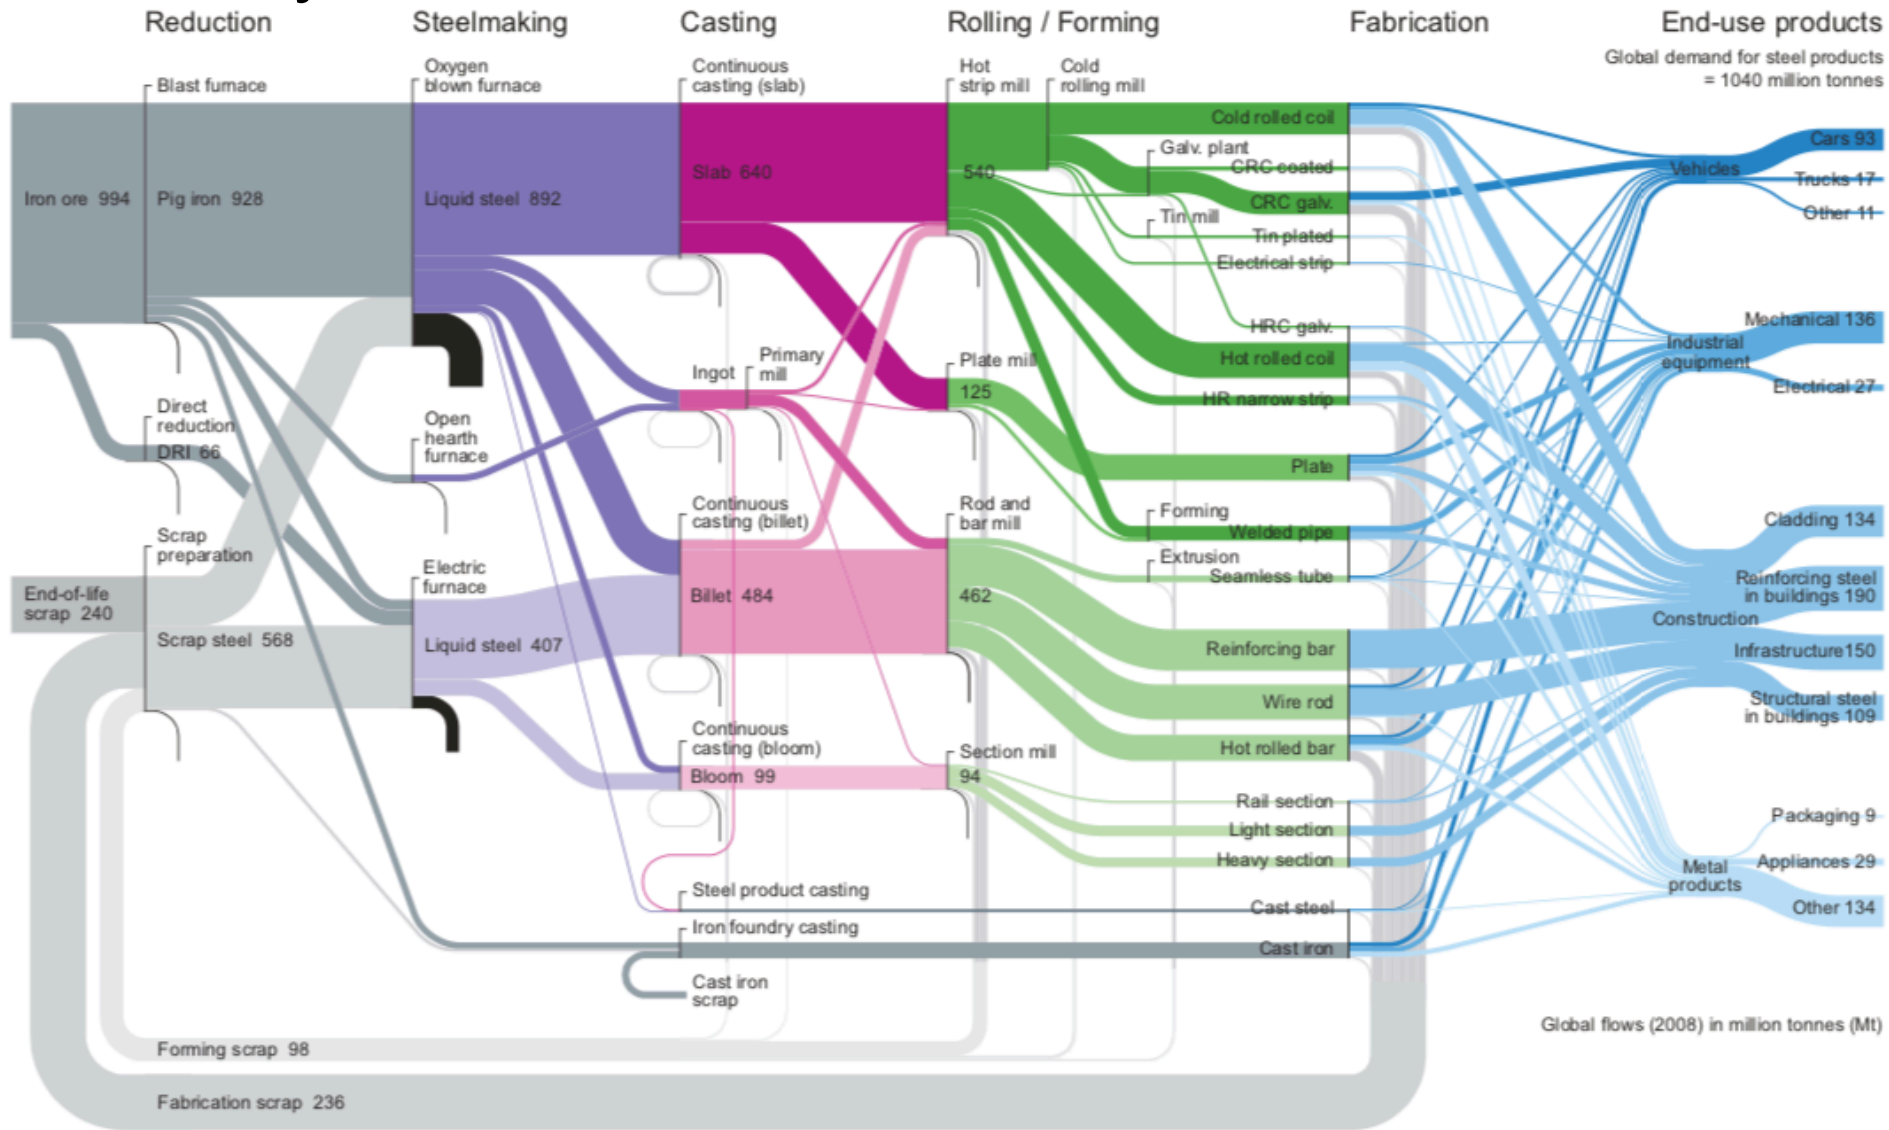 Reduction
Steelmaking
Casting
Rolling / Forming
Fabrication
End-use products
Global demand for steel products
= 1040 million tonnes
Blast furnace
Oxygen
blown furnace
Continuous
casting (slab)
Hot
strip mill
Cold
rolling mill
Iron ore 994
Pig iron 928
Liquid steel 892
Slab 640
540
Cold rolled coil
Galv. plant
CRC coated
CRC galv.
Tin mill
Tin plated
Electrical strip
HRC galv.
Hot rolled coil
HR narrow strip
Vehicles
Cars 93
Trucks 17
Other 11
Direct
reduction
DRI 66
Open
hearth
furnace
Ingot
Primary
mill
Plate mill
125
Plate
Industrial
equipment
Mechanical 136
Electrical 27
Scrap
preparation
End-of-life
scrap 240
Scrap steel 568
Electric
furnace
Liquid steel 407
Continuous
casting (billet)
Billet 484
Rod and
bar mill
462
Forming
Welded pipe
Extrusion
Seamless tube
Reinforcing bar
Wire rod
Hot rolled bar
Construction
Cladding 134
Reinforcing steel
in buildings 190
Infrastructure150
Structural steel
in buildings 109
Continuous
casting (bloom)
Bloom 99
Section mill
94
Rail section
Light section
Heavy section
Steel product casting
Cast steel
Iron foundry casting
Cast iron
Cast iron
scrap
Metal
products
Packaging 9
Appliances 29
Other 134
Forming scrap 98
Fabrication scrap 236
Global flows (2008) in million tonnes (Mt)